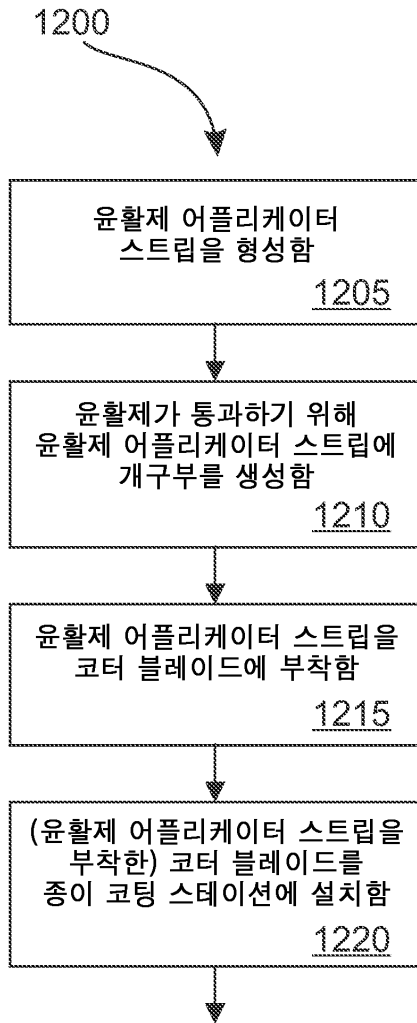 1200
윤활제 어플리케이터
스트립을 형성함
1205
윤활제가 통과하기 위해
윤활제 어플리케이터 스트립에
개구부를 생성함
1210
윤활제 어플리케이터 스트립을
코터 블레이드에 부착함
1215
(윤활제 어플리케이터 스트립을
부착한) 코터 블레이드를
종이 코팅 스테이션에 설치함
1220